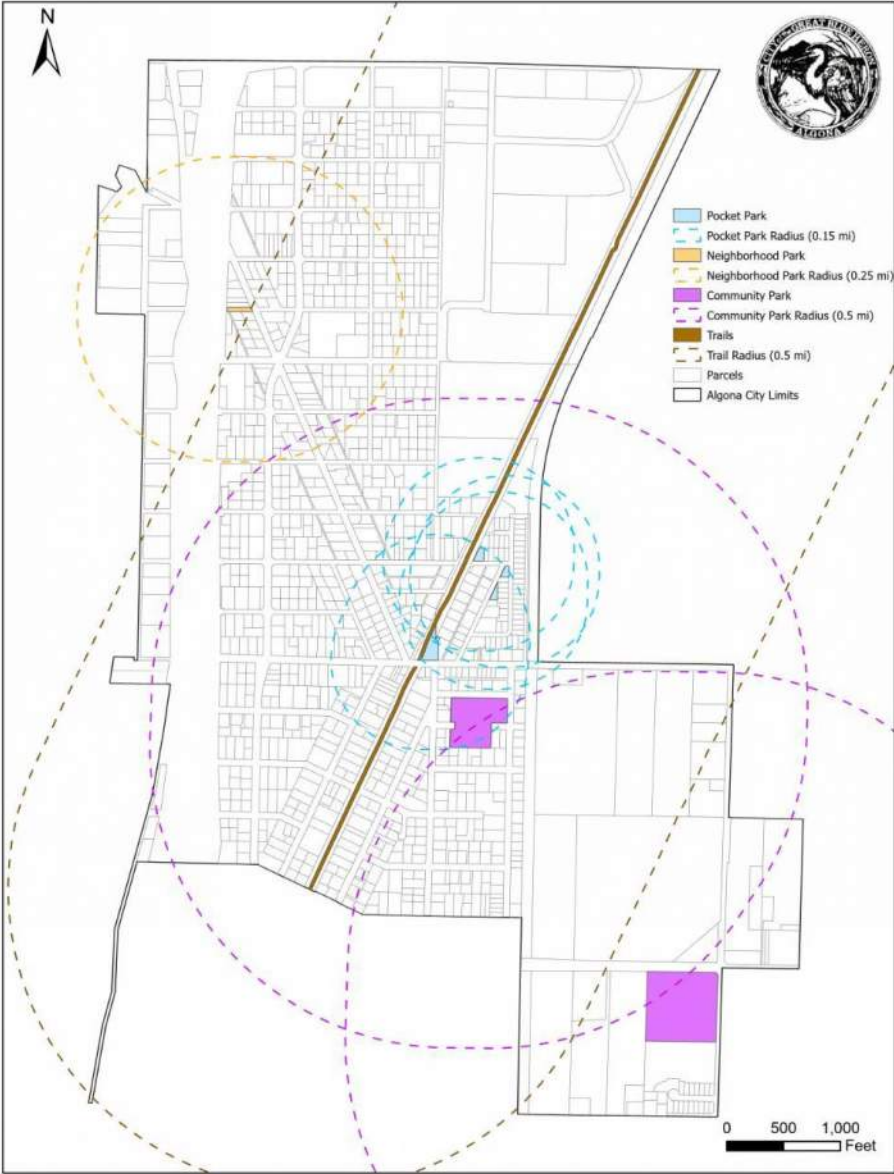 N
CITY of the GREAT BLUE HERON
ALGONA
Pocket Park
Pocket Park Radius (0.15 mi)
Neighborhood Park
Neighborhood Park Radius (0.25 mi)
Community Park
Community Park Radius (0.5 mi)
Trails
Trail Radius (0.5 mi)
Parcels
Algona City Limits
0 500 1,000
Feet